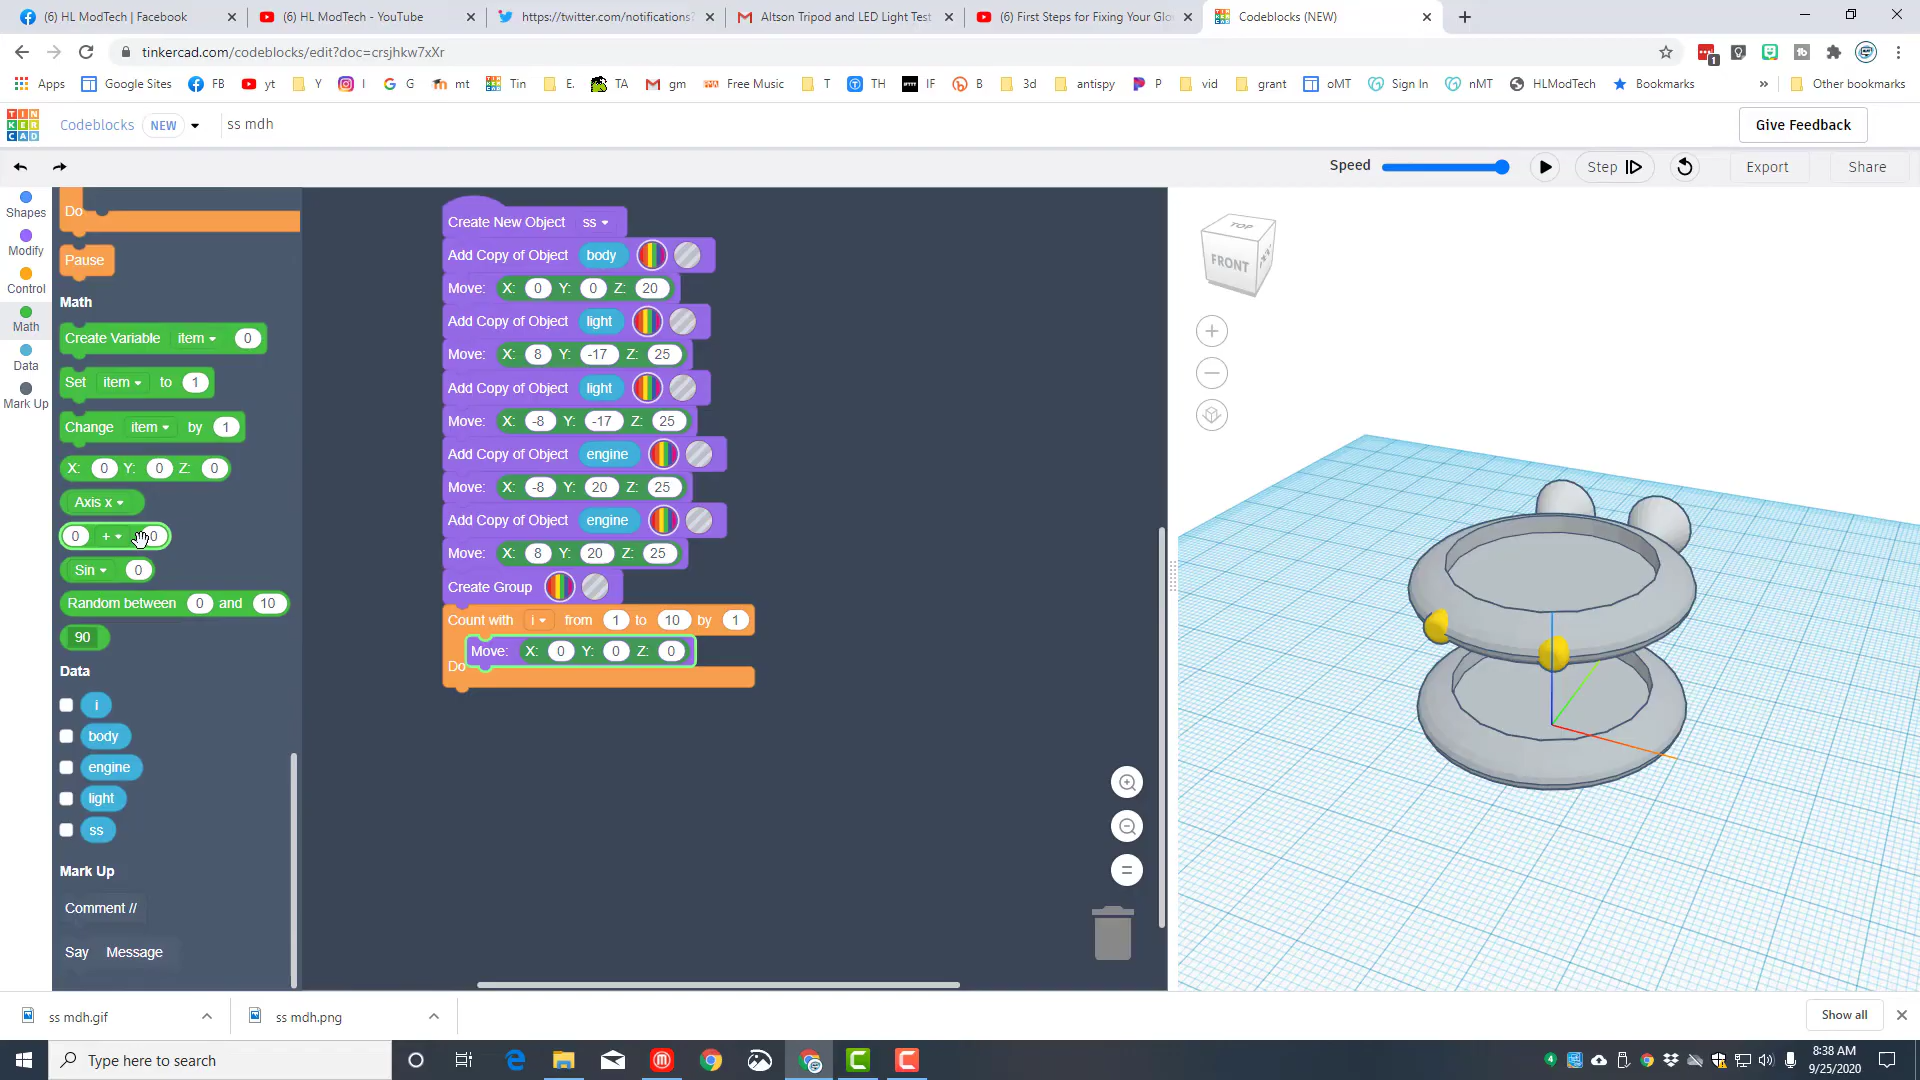 (6) HL ModTech | Facebook
(6) HL ModTech - YouTube
https://twitter.com/notifications
Altson Tripod and LED Light Test
(6) First Steps for Fixing Your Glo
Codeblocks (NEW)
tinkercad.com/codeblocks/edit?doc=crsjhkw7xXr
1
Apps Google Sites FB yt Y I G mt Tin E. TA gm Free Music T TH IF B 3d antispy P vid grant oMT Sign In nMT HLModTech Bookmarks » Other bookmarks
TIN
KER
CAD
Codeblocks NEW ss mdh
Give Feedback
Speed Step Export Share
Shapes
Modify
Control
Math
Data
Mark Up
Do
Pause
Math
Create Variable item 0
Set item to 1
Change item by 1
X: 0 Y: 0 Z: 0
Axis x
0 + 0
Sin 0
Random between 0 and 10
90
Data
i
body
engine
light
ss
Mark Up
Comment //
Say Message
Create New Object ss
Add Copy of Object body
Move: X: 0 Y: 0 Z: 20
Add Copy of Object light
Move: X: 8 Y: -17 Z: 25
Add Copy of Object light
Move: X: -8 Y: -17 Z: 25
Add Copy of Object engine
Move: X: -8 Y: 20 Z: 25
Add Copy of Object engine
Move: X: 8 Y: 20 Z: 25
Create Group
Count with i from 1 to 10 by 1
Move: X: 0 Y: 0 Z: 0
Do
TOP
FRONT
ss mdh.gif
ss mdh.png
Show all
Type here to search
8:38 AM
9/25/2020